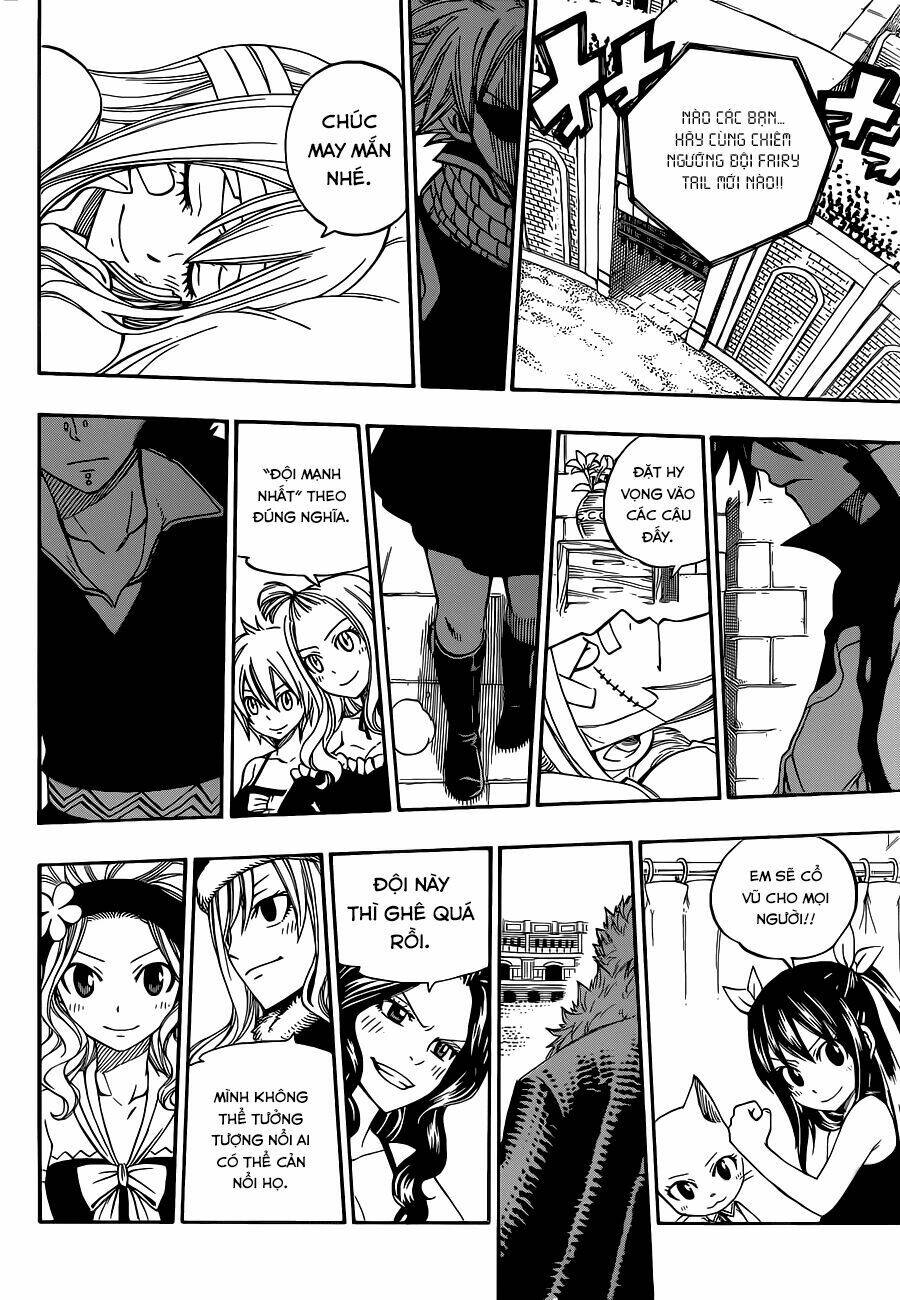 NÀO CÁC BẠN...
HÃY CÙNG CHIÊM
NGƯỠNG ĐỘI FAIRY
TAIL MỚI NÀO!!
CHÚC
MAY MẮN
NHÉ.
ĐẶT HY
VỌNG VÀO
CÁC CẬU
ĐẤY.
"ĐỘI MẠNH
NHẤT" THEO
ĐÚNG NGHĨA.
EM SẼ CỔ
VŨ CHO MỌI
NGƯỜI!!
ĐỘI NÀY
THÌ GHÊ QUÁ
RỒI.
MÌNH KHÔNG
THỂ TƯỞNG
TƯỢNG NỔI AI
CÓ THỂ CẢN
NỔI HỌ.